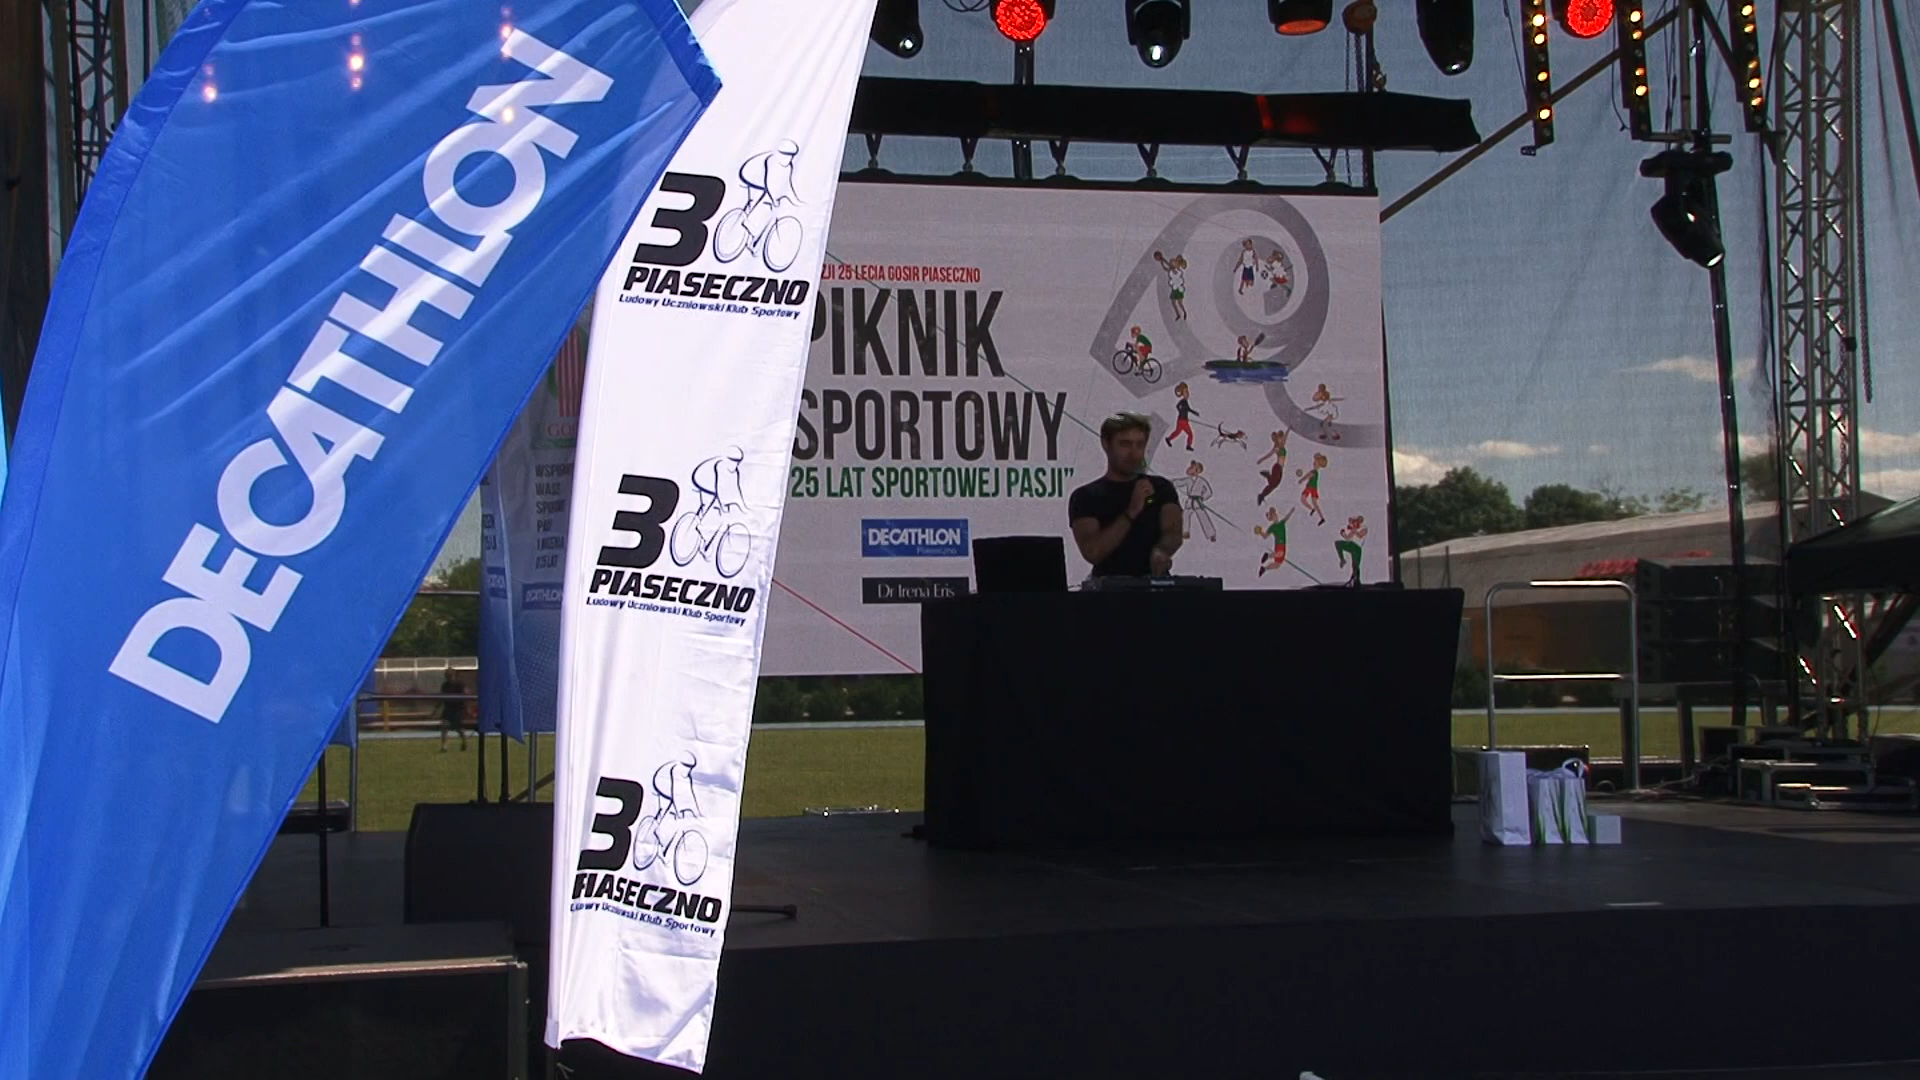 DECATHLON
3
PIASECZNO
Ludowy Uczniowski Klub Sportowy
3
PIASECZNO
Ludowy Uczniowski Klub Sportowy
3
PIASECZNO
Ludowy Uczniowski Klub Sportowy
25 LECIA GOSIR PIASECZNO
PIKNIK
SPORTOWY
25 LAT SPORTOWEJ PASJI”
DECATHLON
Piaseczno
Dr Irena Eris
DECATHLON